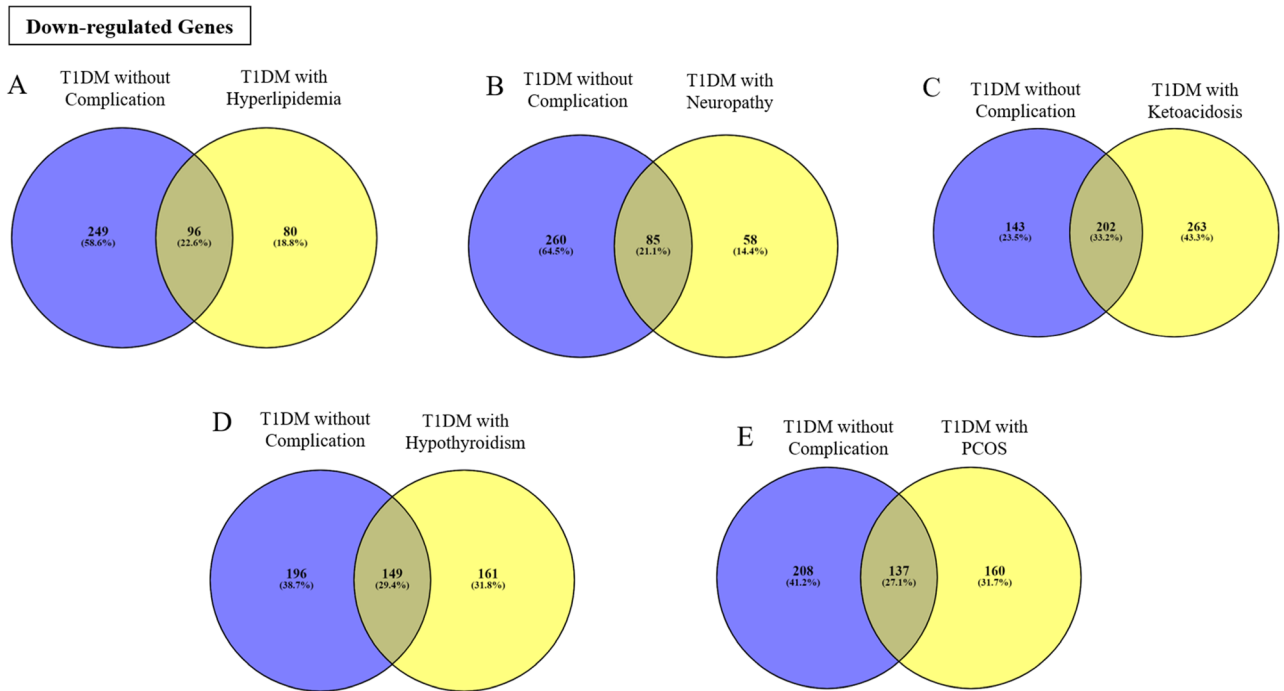 Down-regulated Genes
A
T1DM without
Complication
T1DM with
Hyperlipidemia
249
(58.6%)
96
(22.6%)
80
(18.8%)
B
T1DM without
Complication
T1DM with
Neuropathy
260
(64.5%)
85
(21.1%)
58
(14.4%)
C
T1DM without
Complication
T1DM with
Ketoacidosis
143
(23.5%)
202
(33.2%)
263
(43.3%)
D
T1DM without
Complication
T1DM with
Hypothyroidism
196
(38.7%)
149
(29.4%)
161
(31.8%)
E
T1DM without
Complication
T1DM with
PCOS
208
(41.2%)
137
(27.1%)
160
(31.7%)